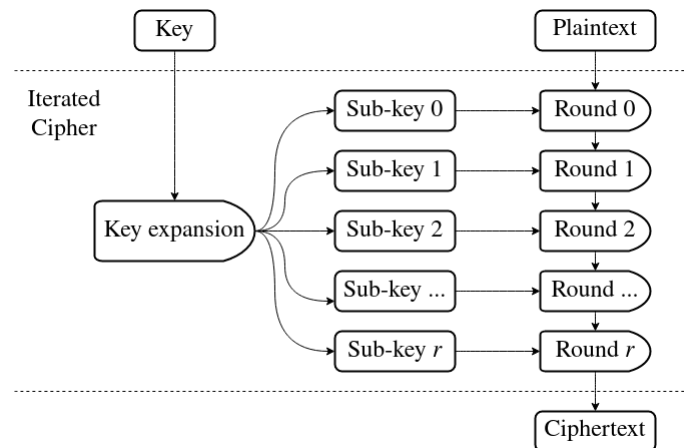 Key
Plaintext
Iterated
Cipher
Sub-key 0
Round 0
Sub-key 1
Round 1
Key expansion
Sub-key 2
Round 2
Sub-key ...
Round ...
Sub-key r
Round r
Ciphertext